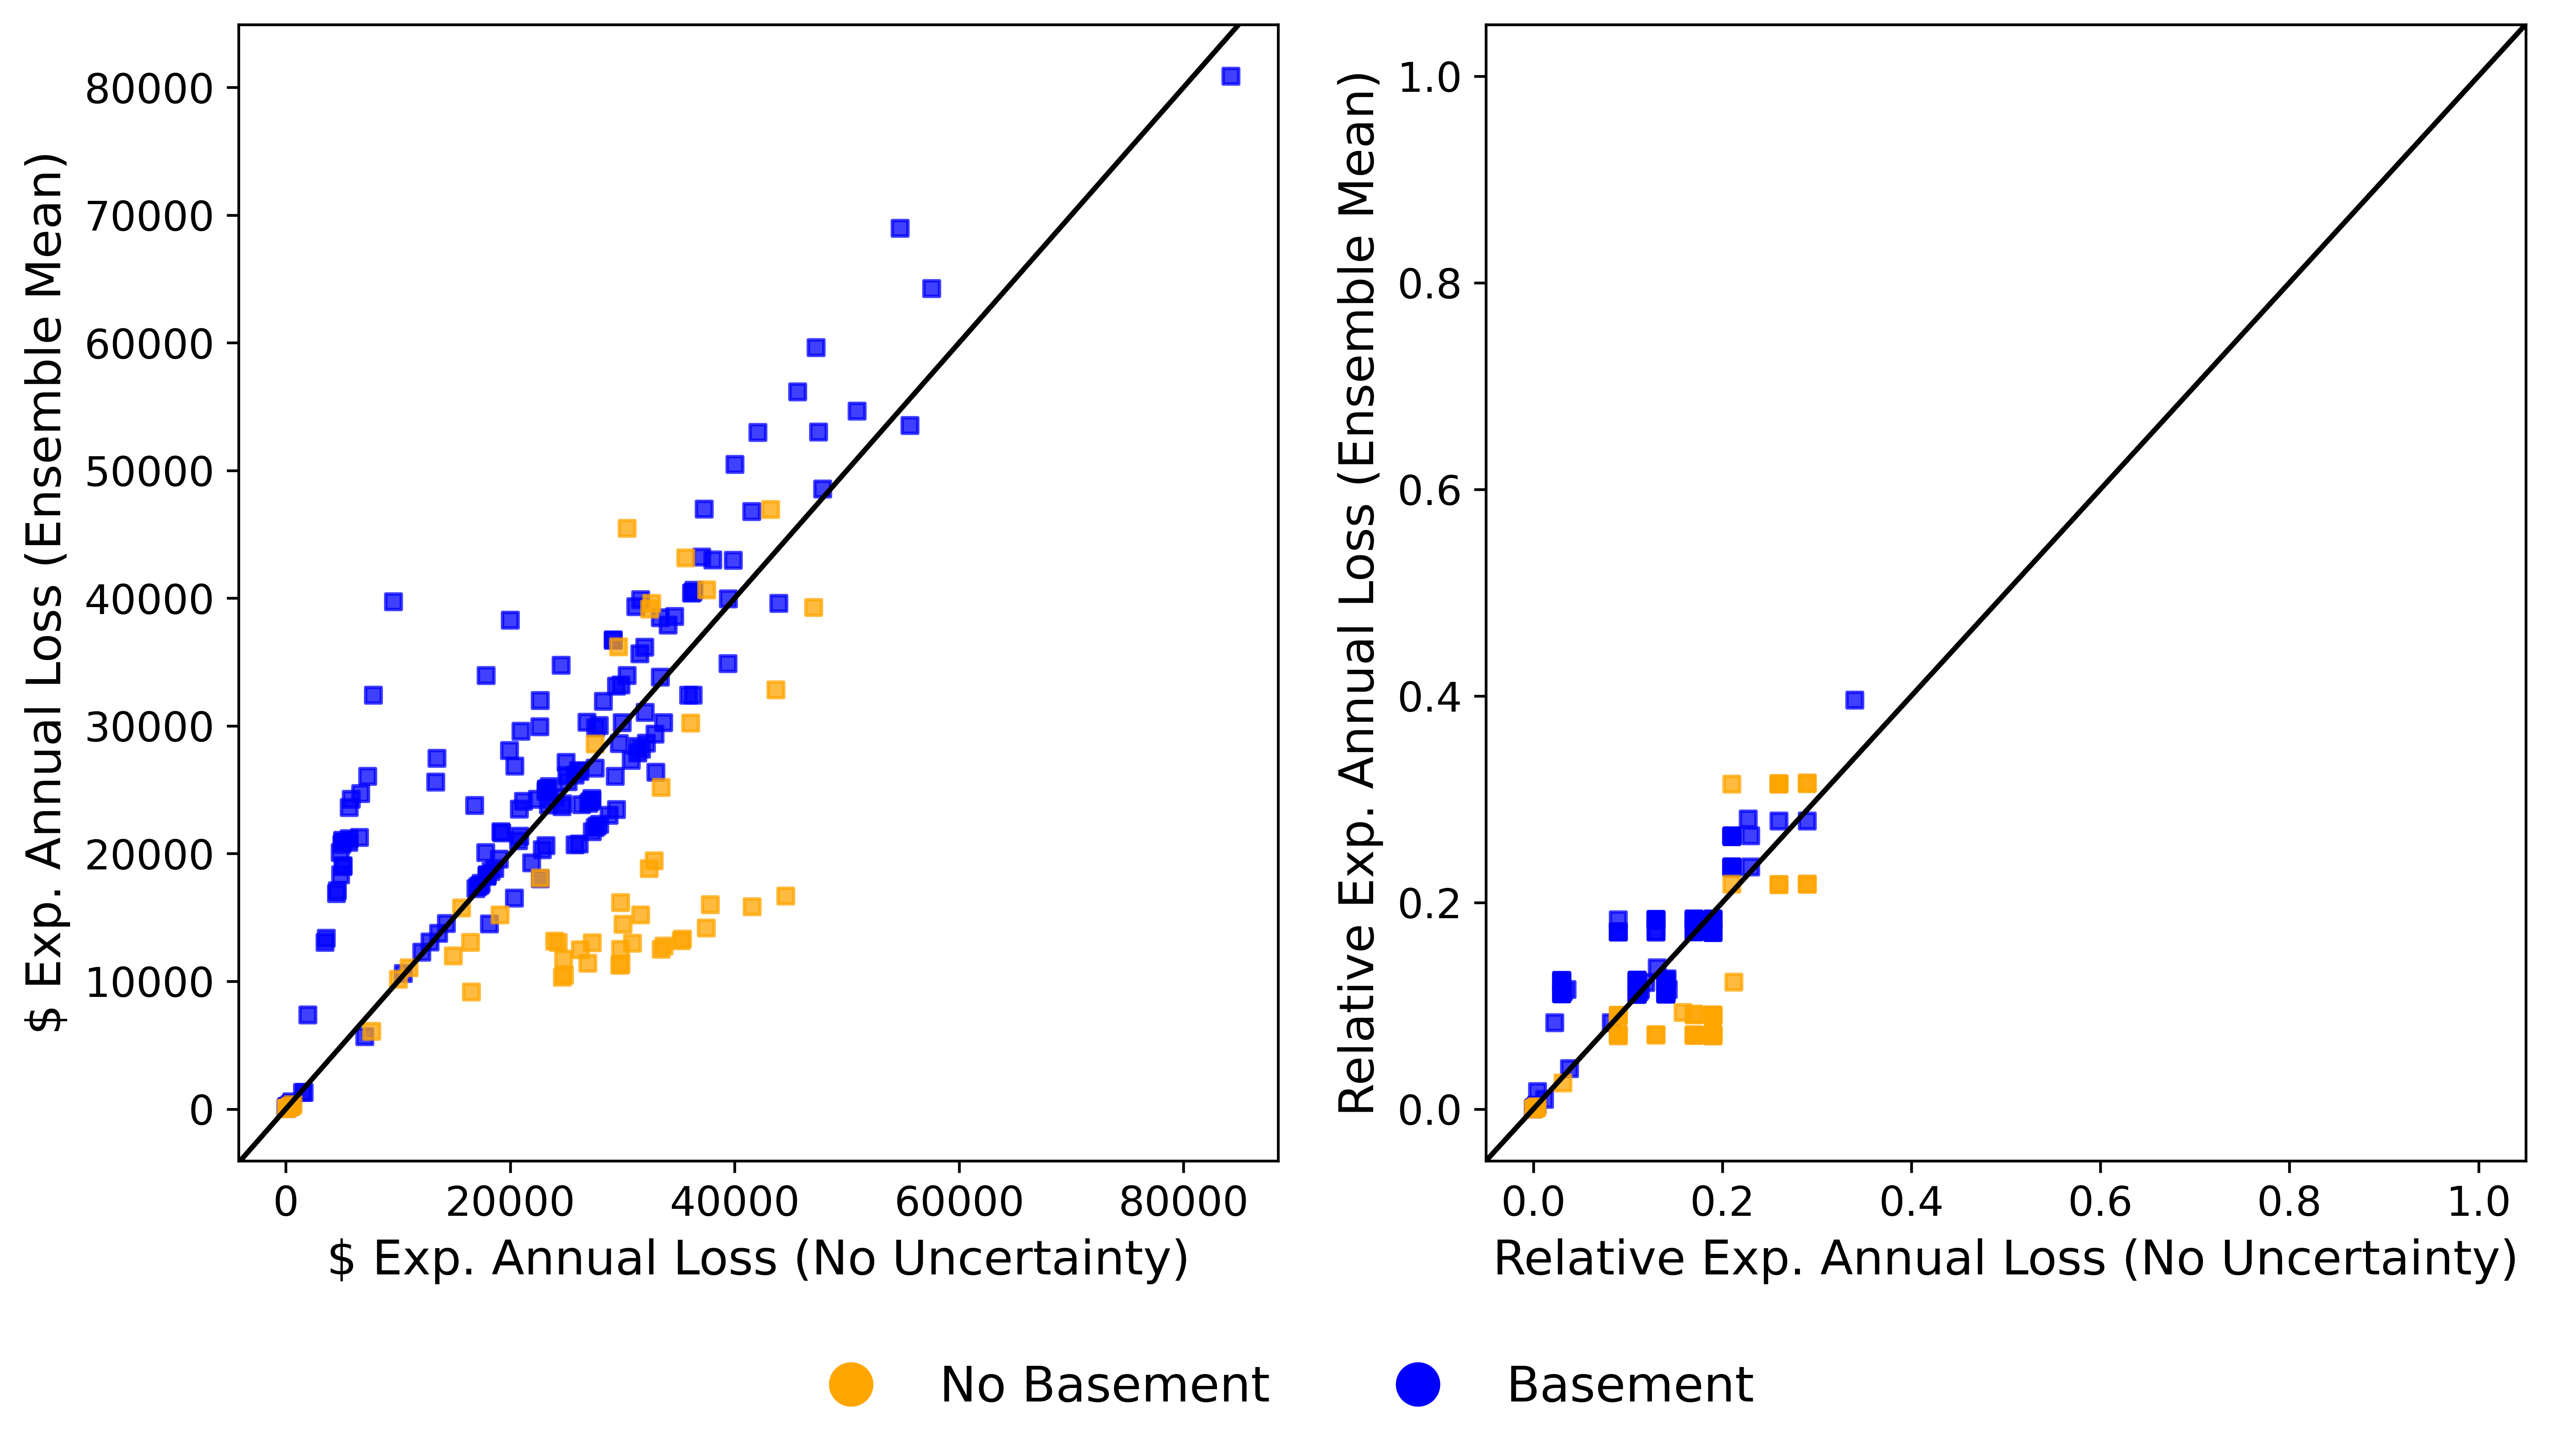 $ Exp. Annual Loss (Ensemble Mean)
80000
70000
60000
50000
40000
30000
20000
10000
0
0 20000 40000 60000 80000
$ Exp. Annual Loss (No Uncertainty)
Relative Exp. Annual Loss (Ensemble Mean)
1.0
0.8
0.6
0.4
0.2
0.0
0.0 0.2 0.4 0.6 0.8 1.0
Relative Exp. Annual Loss (No Uncertainty)
No Basement Basement